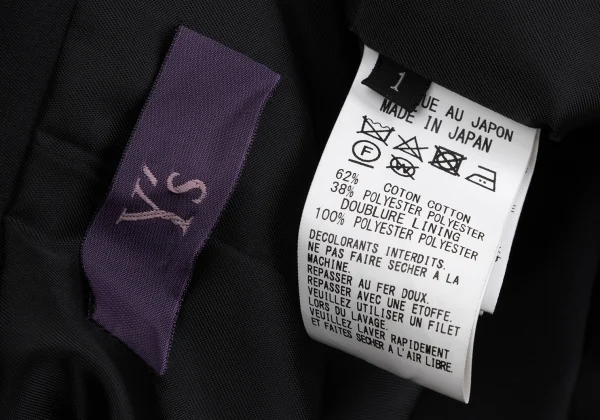 Y's
1
UE AU JAPON
MADE IN JAPAN
F
62% COTON COTTON
38% POLYESTER POLYESTER
DOUBLURE LINING
100% POLYESTER POLYESTER
DECOLORANTS INTERDITS.
NE PAS FAIRE SECHER A LA
MACHINE.
REPASSER AU FER DOUX.
REPASSER AVEC UNE ETOFFE.
VEUILLEZ UTILISER UN FILET
LORS DU LAVAGE.
VEUILLEZ LAVER RAPIDEMENT
ET FAITES SECHER A L'AIR LIBRE.